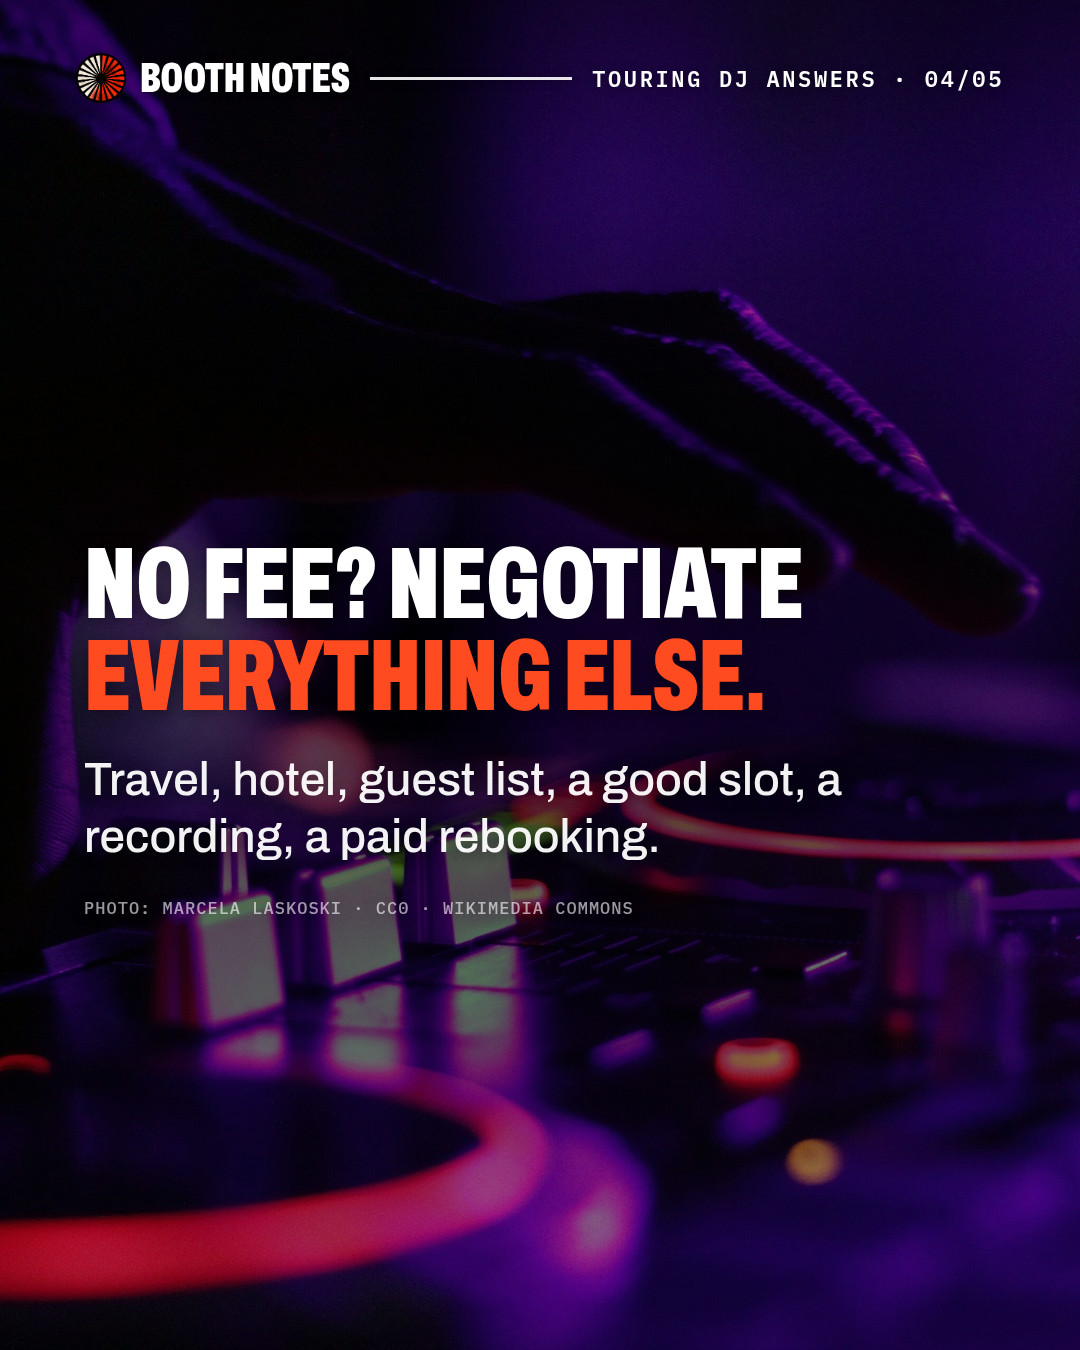 BOOTH NOTES
TOURING DJ ANSWERS · 04/05
NO FEE? NEGOTIATE
EVERYTHING ELSE.
Travel, hotel, guest list, a good slot, a
recording, a paid rebooking.
PHOTO: MARCELA LASKOSKI · CC0 · WIKIMEDIA COMMONS